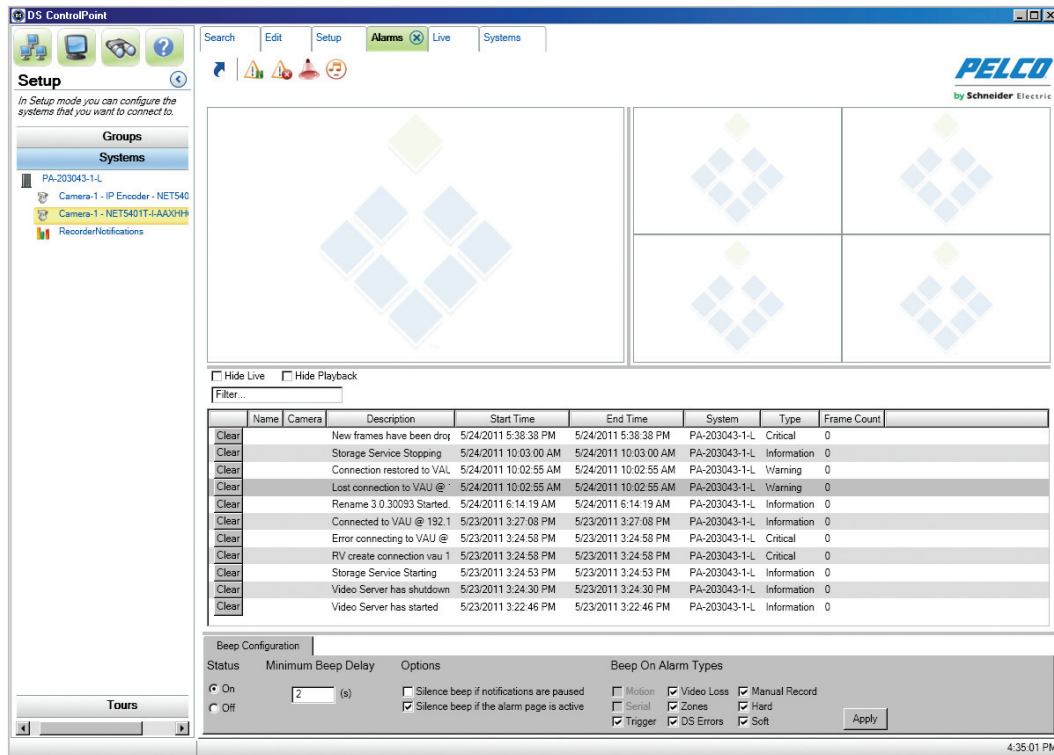 DS ControlPoint
Search Edit Setup Alarms Live Systems
PELCO
by Schneider Electric
Setup
In Setup mode you can configure the
systems that you want to connect to.
Groups
Systems
PA-203043-1-L
Camera-1 - IP Encoder - NET540
Camera-1 - NET5401T-I-AAXHH
RecorderNotifications
Tours
Hide Live Hide Playback
Filter...
Name Camera Description Start Time End Time System Type Frame Count
Clear New frames have been drop 5/24/2011 5:38:38 PM 5/24/2011 5:38:38 PM PA-203043-1-L Critical 0
Clear Storage Service Stopping 5/24/2011 10:03:00 AM 5/24/2011 10:03:00 AM PA-203043-1-L Information 0
Clear Connection restored to VAU 5/24/2011 10:02:55 AM 5/24/2011 10:02:55 AM PA-203043-1-L Warning 0
Clear Lost connection to VAU @ 5/24/2011 10:02:55 AM 5/24/2011 10:02:55 AM PA-203043-1-L Warning 0
Clear Rename 3.0.30093 Started. 5/24/2011 6:14:19 AM 5/24/2011 6:14:19 AM PA-203043-1-L Information 0
Clear Connected to VAU @ 192.1 5/23/2011 3:27:08 PM 5/23/2011 3:27:08 PM PA-203043-1-L Information 0
Clear Error connecting to VAU @ 5/23/2011 3:24:58 PM 5/23/2011 3:24:58 PM PA-203043-1-L Critical 0
Clear RV create connection vau 1 5/23/2011 3:24:58 PM 5/23/2011 3:24:58 PM PA-203043-1-L Critical 0
Clear Storage Service Starting 5/23/2011 3:24:53 PM 5/23/2011 3:24:53 PM PA-203043-1-L Information 0
Clear Video Server has shutdown 5/23/2011 3:24:30 PM 5/23/2011 3:24:30 PM PA-203043-1-L Information 0
Clear Video Server has started 5/23/2011 3:22:46 PM 5/23/2011 3:22:46 PM PA-203043-1-L Information 0
Beep Configuration
Status Minimum Beep Delay Options Beep On Alarm Types
On 2 (s) Silence beep if notifications are paused Motion Video Loss Manual Record
Off Silence beep if the alarm page is active Serial Zones Hard
Trigger DS Errors Soft Apply
4:35:01 PM